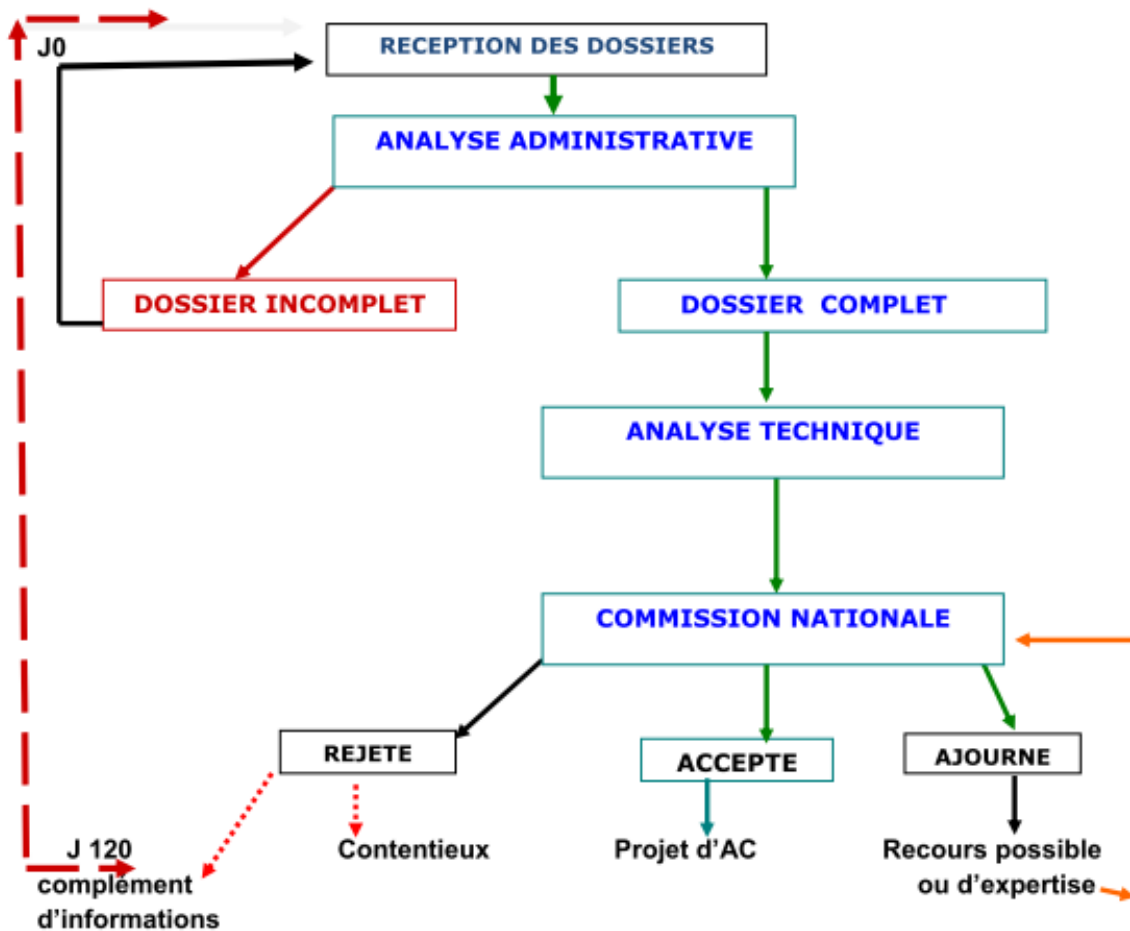 J0
RECEPTION DES DOSSIERS
ANALYSE ADMINISTRATIVE
DOSSIER INCOMPLET
DOSSIER COMPLET
ANALYSE TECHNIQUE
COMMISSION NATIONALE
REJETE
ACCEPTE
AJOURNE
J 120
complément
d'informations
Contentieux
Projet d'AC
Recours possible
ou d'expertise